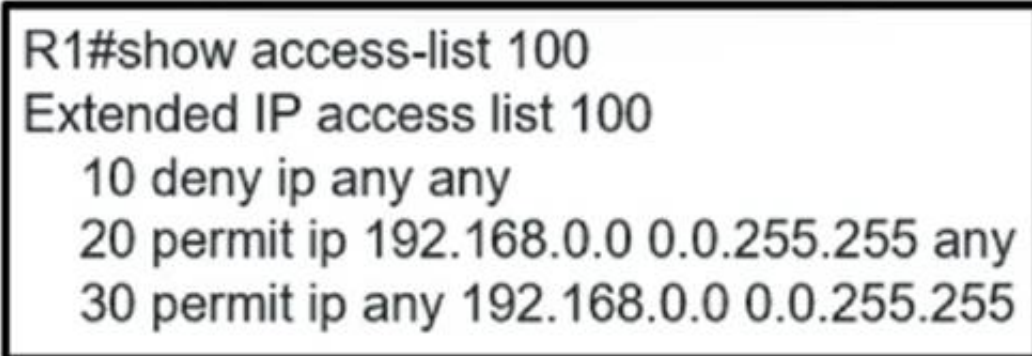 R1#show access-list 100
Extended IP access list 100
10 deny ip any any
20 permit ip 192.168.0.0 0.0.255.255 any
30 permit ip any 192.168.0.0 0.0.255.255